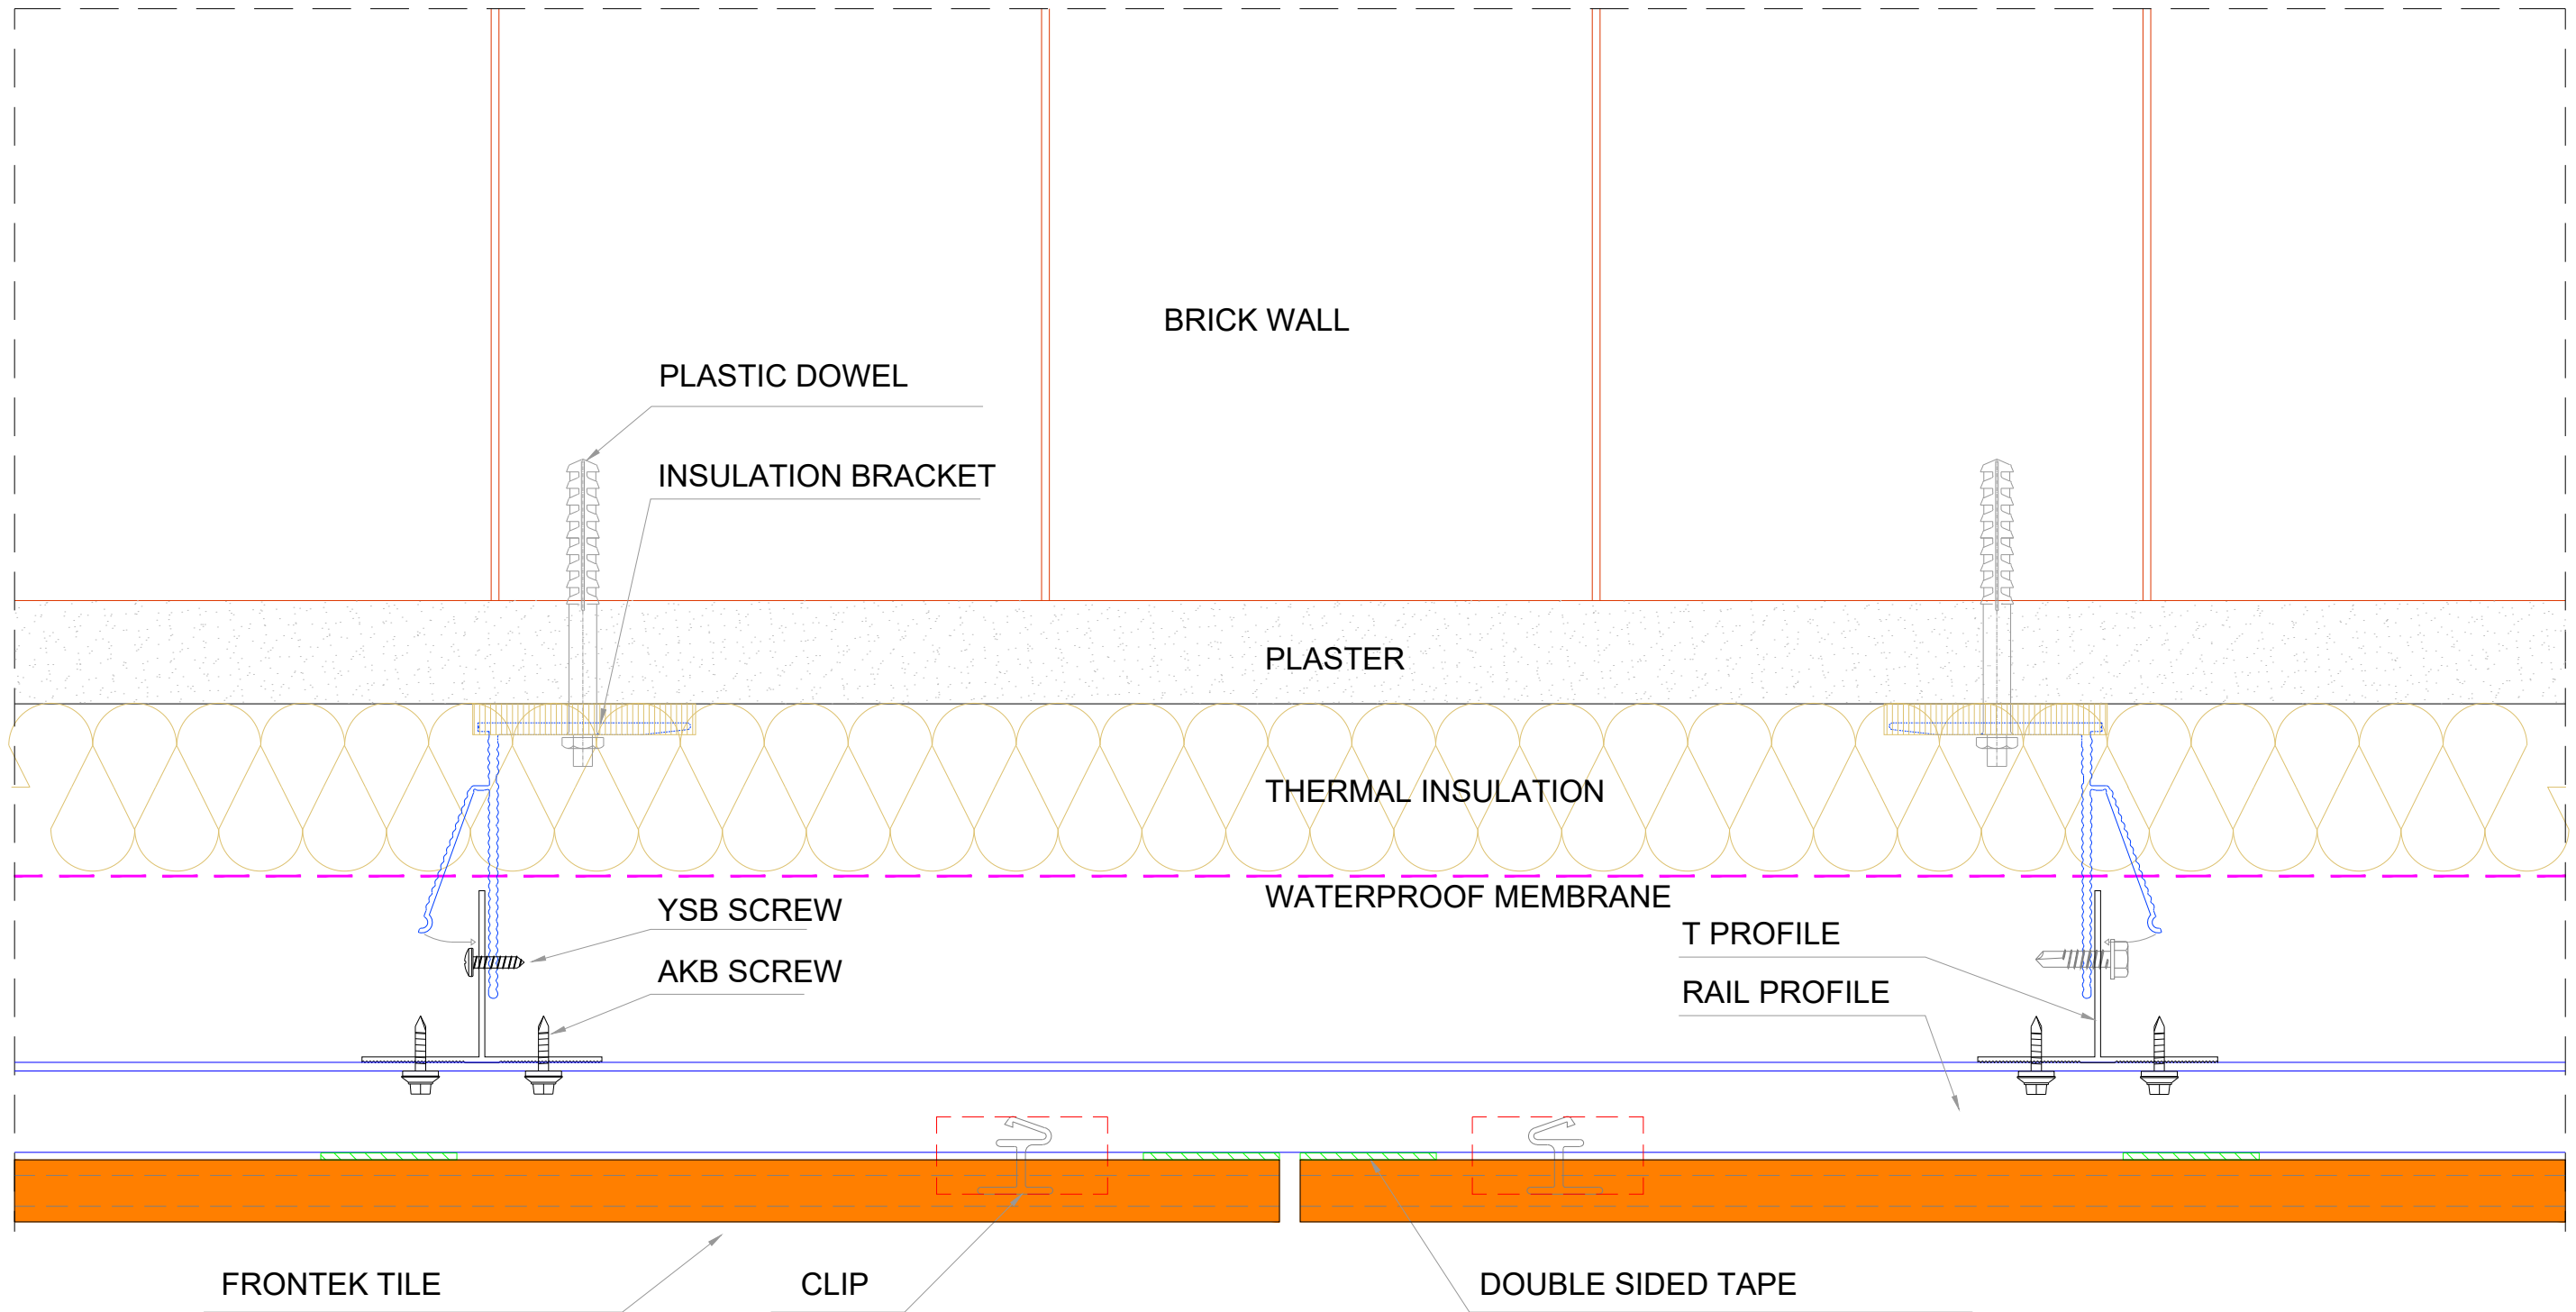 BRICK WALL
PLASTIC DOWEL
INSULATION BRACKET
PLASTER
THERMAL INSULATION
WATERPROOF MEMBRANE
YSB SCREW
T PROFILE
AKB SCREW
RAIL PROFILE
FRONTEK TILE
CLIP
DOUBLE SIDED TAPE